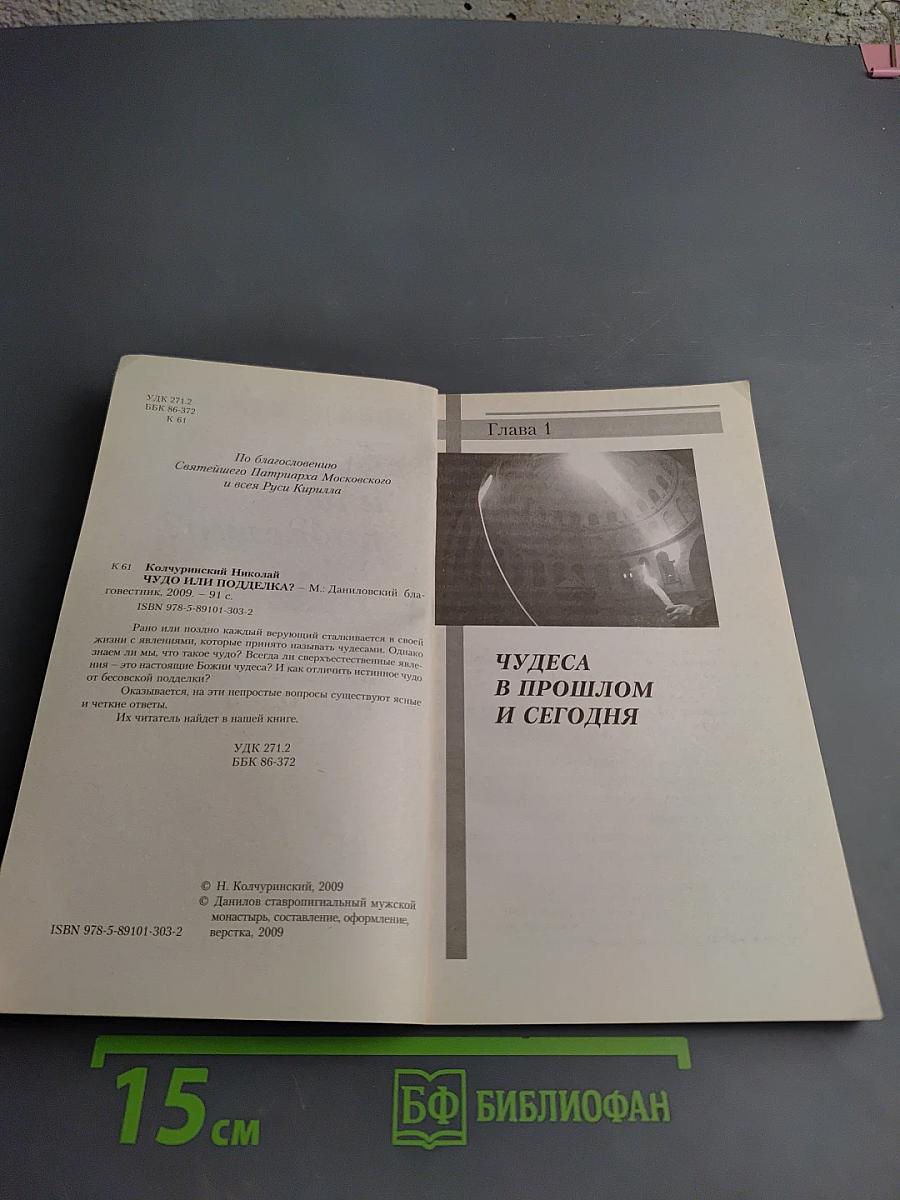 УДК 271.2
ББК 86-372
К 61
По благословению
Святейшего Патриарха Московского
и всея Руси Кирилла
К 61 Колчуринский Николай
ЧУДО ИЛИ ПОДДЕЛКА? – М.: Даниловский бла-
говестник, 2009. – 91 с.
ISBN 978-5-89101-303-2
Рано или поздно каждый верующий сталкивается в своей
жизни с явлениями, которые принято называть чудесами. Однако
знаем ли мы, что такое чудо? Всегда ли сверхъестественные явле-
ния – это настоящие Божии чудеса? И как отличить истинное чудо
от бесовской подделки?
Оказывается, на эти непростые вопросы существуют ясные
и четкие ответы.
Их читатель найдет в нашей книге.
УДК 271.2
ББК 86-372
© Н. Колчуринский, 2009
© Данилов ставропигиальный мужской
монастырь, составление, оформление,
верстка, 2009
ISBN 978-5-89101-303-2
Глава 1
ЧУДЕСА
В ПРОШЛОМ
И СЕГОДНЯ
15 см
БФ БИБЛИОФАН